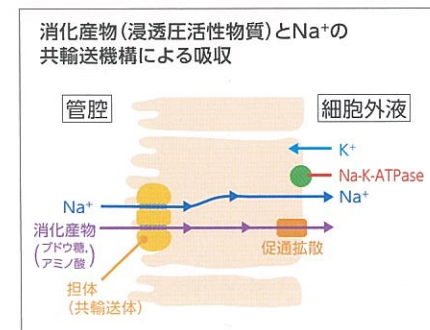 消化産物(浸透圧活性物質)とNa⁺の
共輸送機構による吸収
管腔
細胞外液
K⁺
Na-K-ATPase
Na⁺
Na⁺
消化産物
(ブドウ糖,
アミノ酸)
促通拡散
担体
(共輸送体)